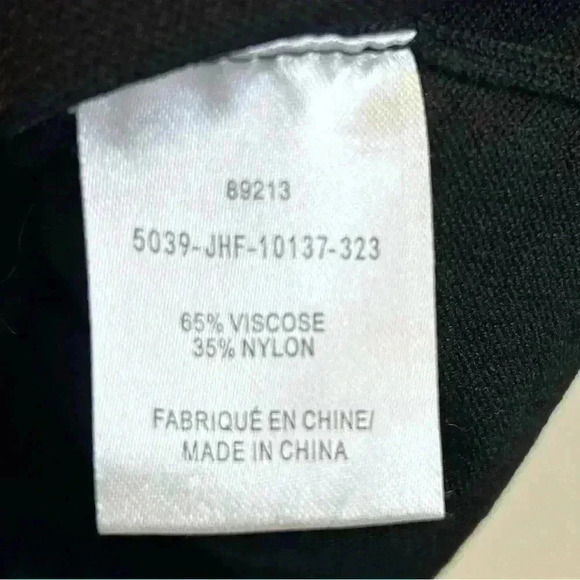 89213
5039-JHF-10137-323
65% VISCOSE
35% NYLON
FABRIQUÉ EN CHINE/
MADE IN CHINA